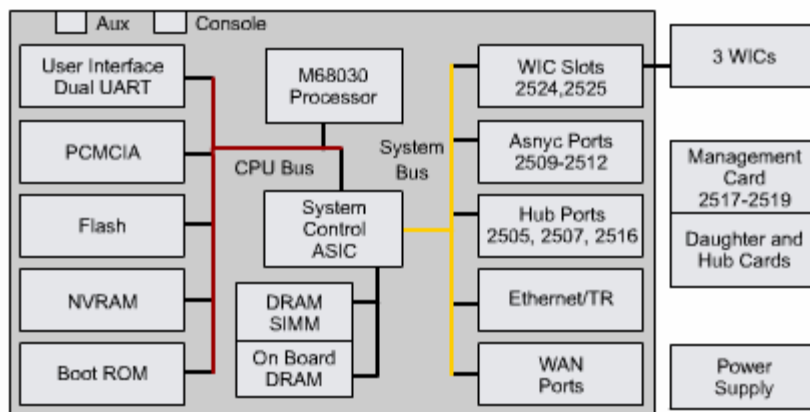 Aux
Console
User Interface
Dual UART
PCMCIA
Flash
NVRAM
Boot ROM
M68030
Processor
CPU Bus
System
Control
ASIC
DRAM
SIMM
On Board
DRAM
System
Bus
WIC Slots
2524,2525
Asnyc Ports
2509-2512
Hub Ports
2505, 2507, 2516
Ethernet/TR
WAN
Ports
3 WICs
Management
Card
2517-2519
Daughter and
Hub Cards
Power
Supply